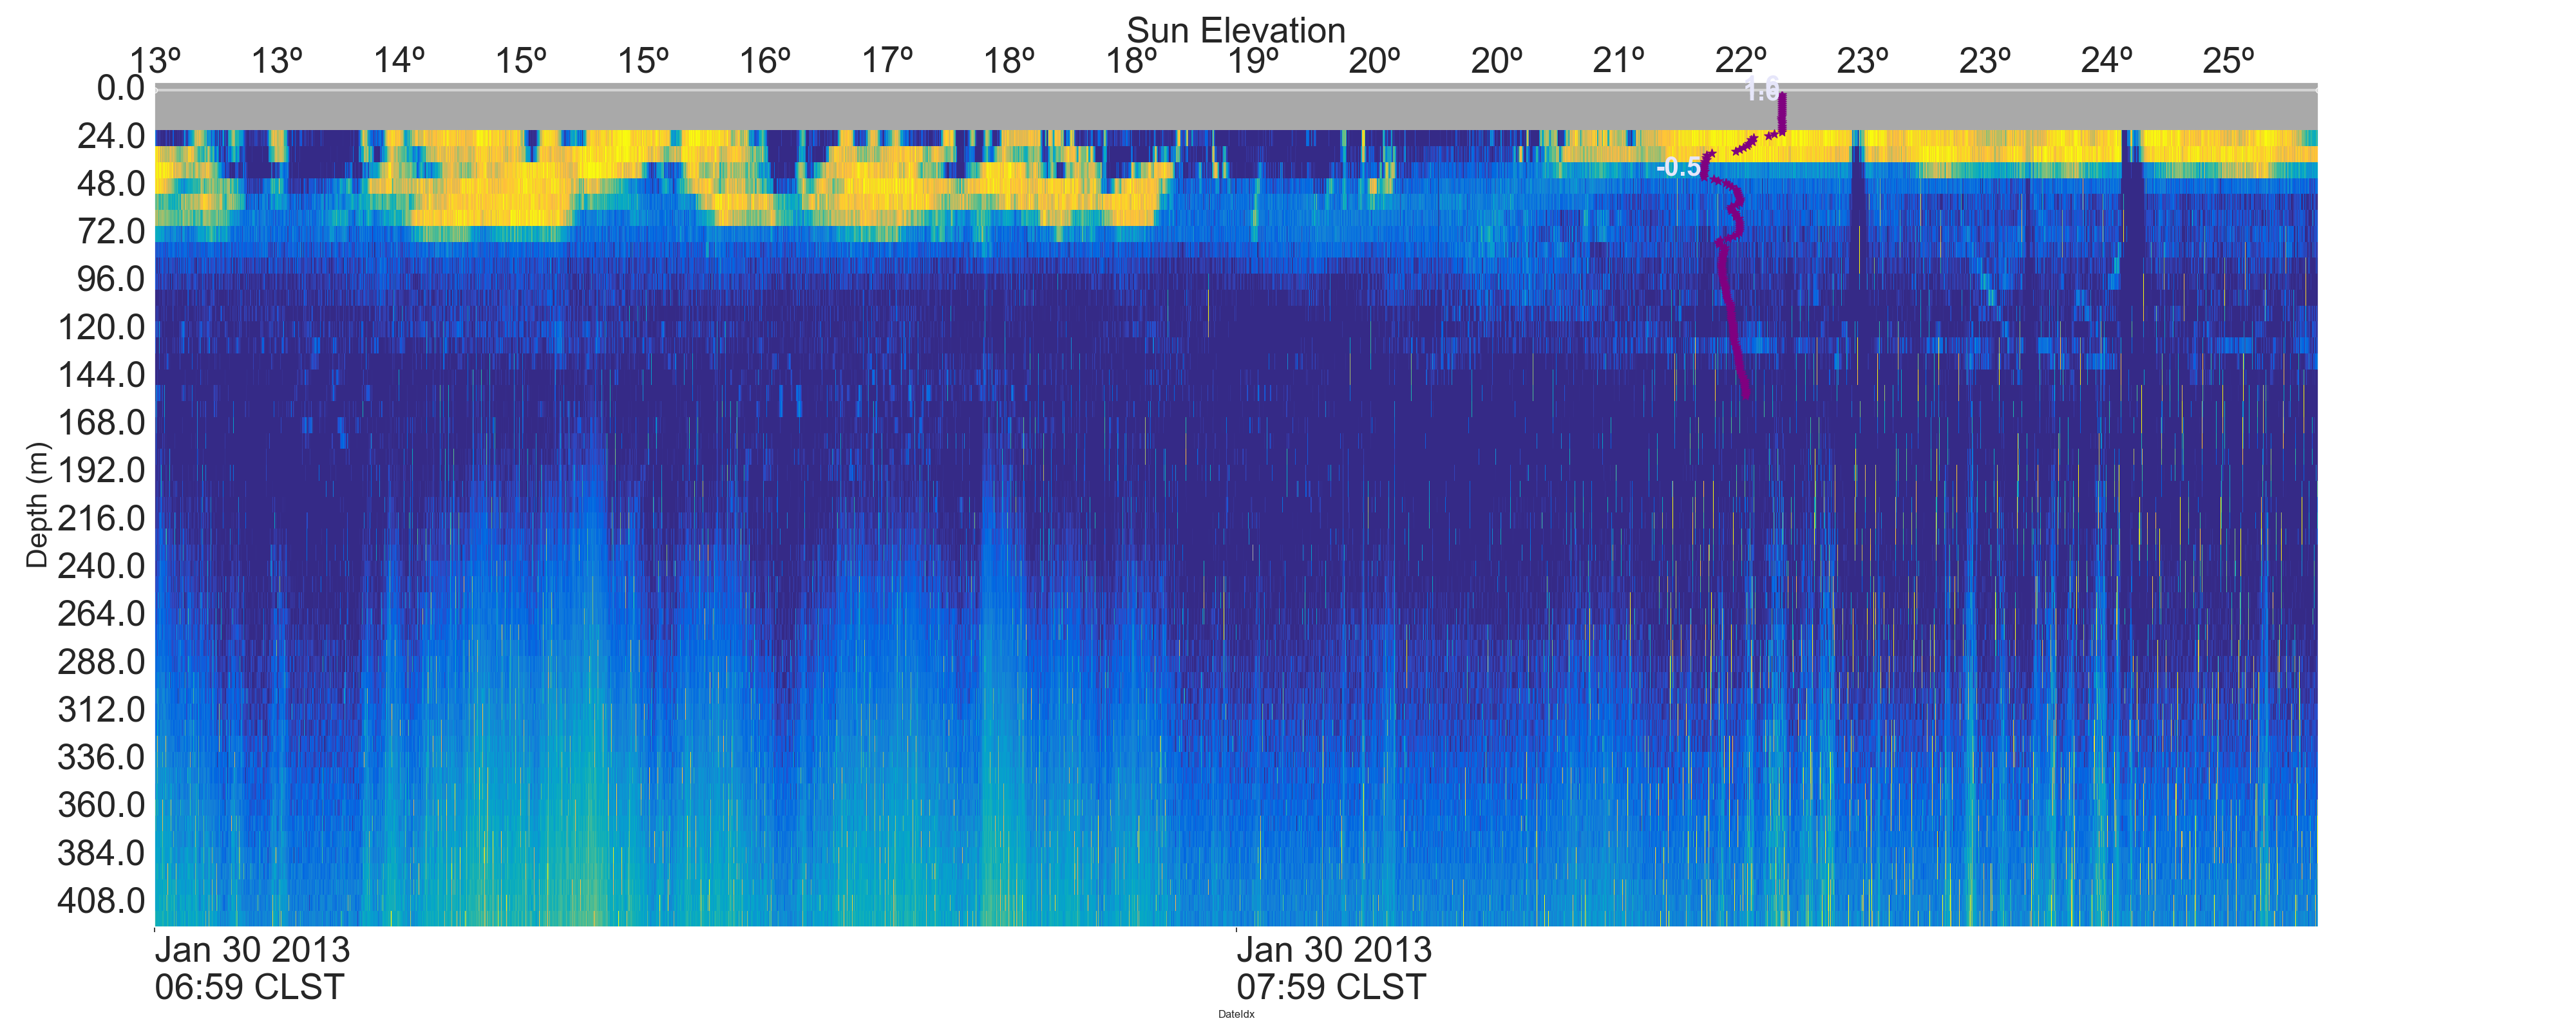 Sun Elevation
13º 13º 14º 15º 15º 16º 17º 18º 18º 19º 20º 20º 21º 22º 23º 23º 24º 25º
0.0
24.0
-0.5
48.0
72.0
96.0
120.0
144.0
168.0
192.0
216.0
240.0
264.0
288.0
312.0
336.0
360.0
384.0
408.0
Depth (m)
Jan 30 2013
06:59 CLST
Jan 30 2013
07:59 CLST
DateIdx